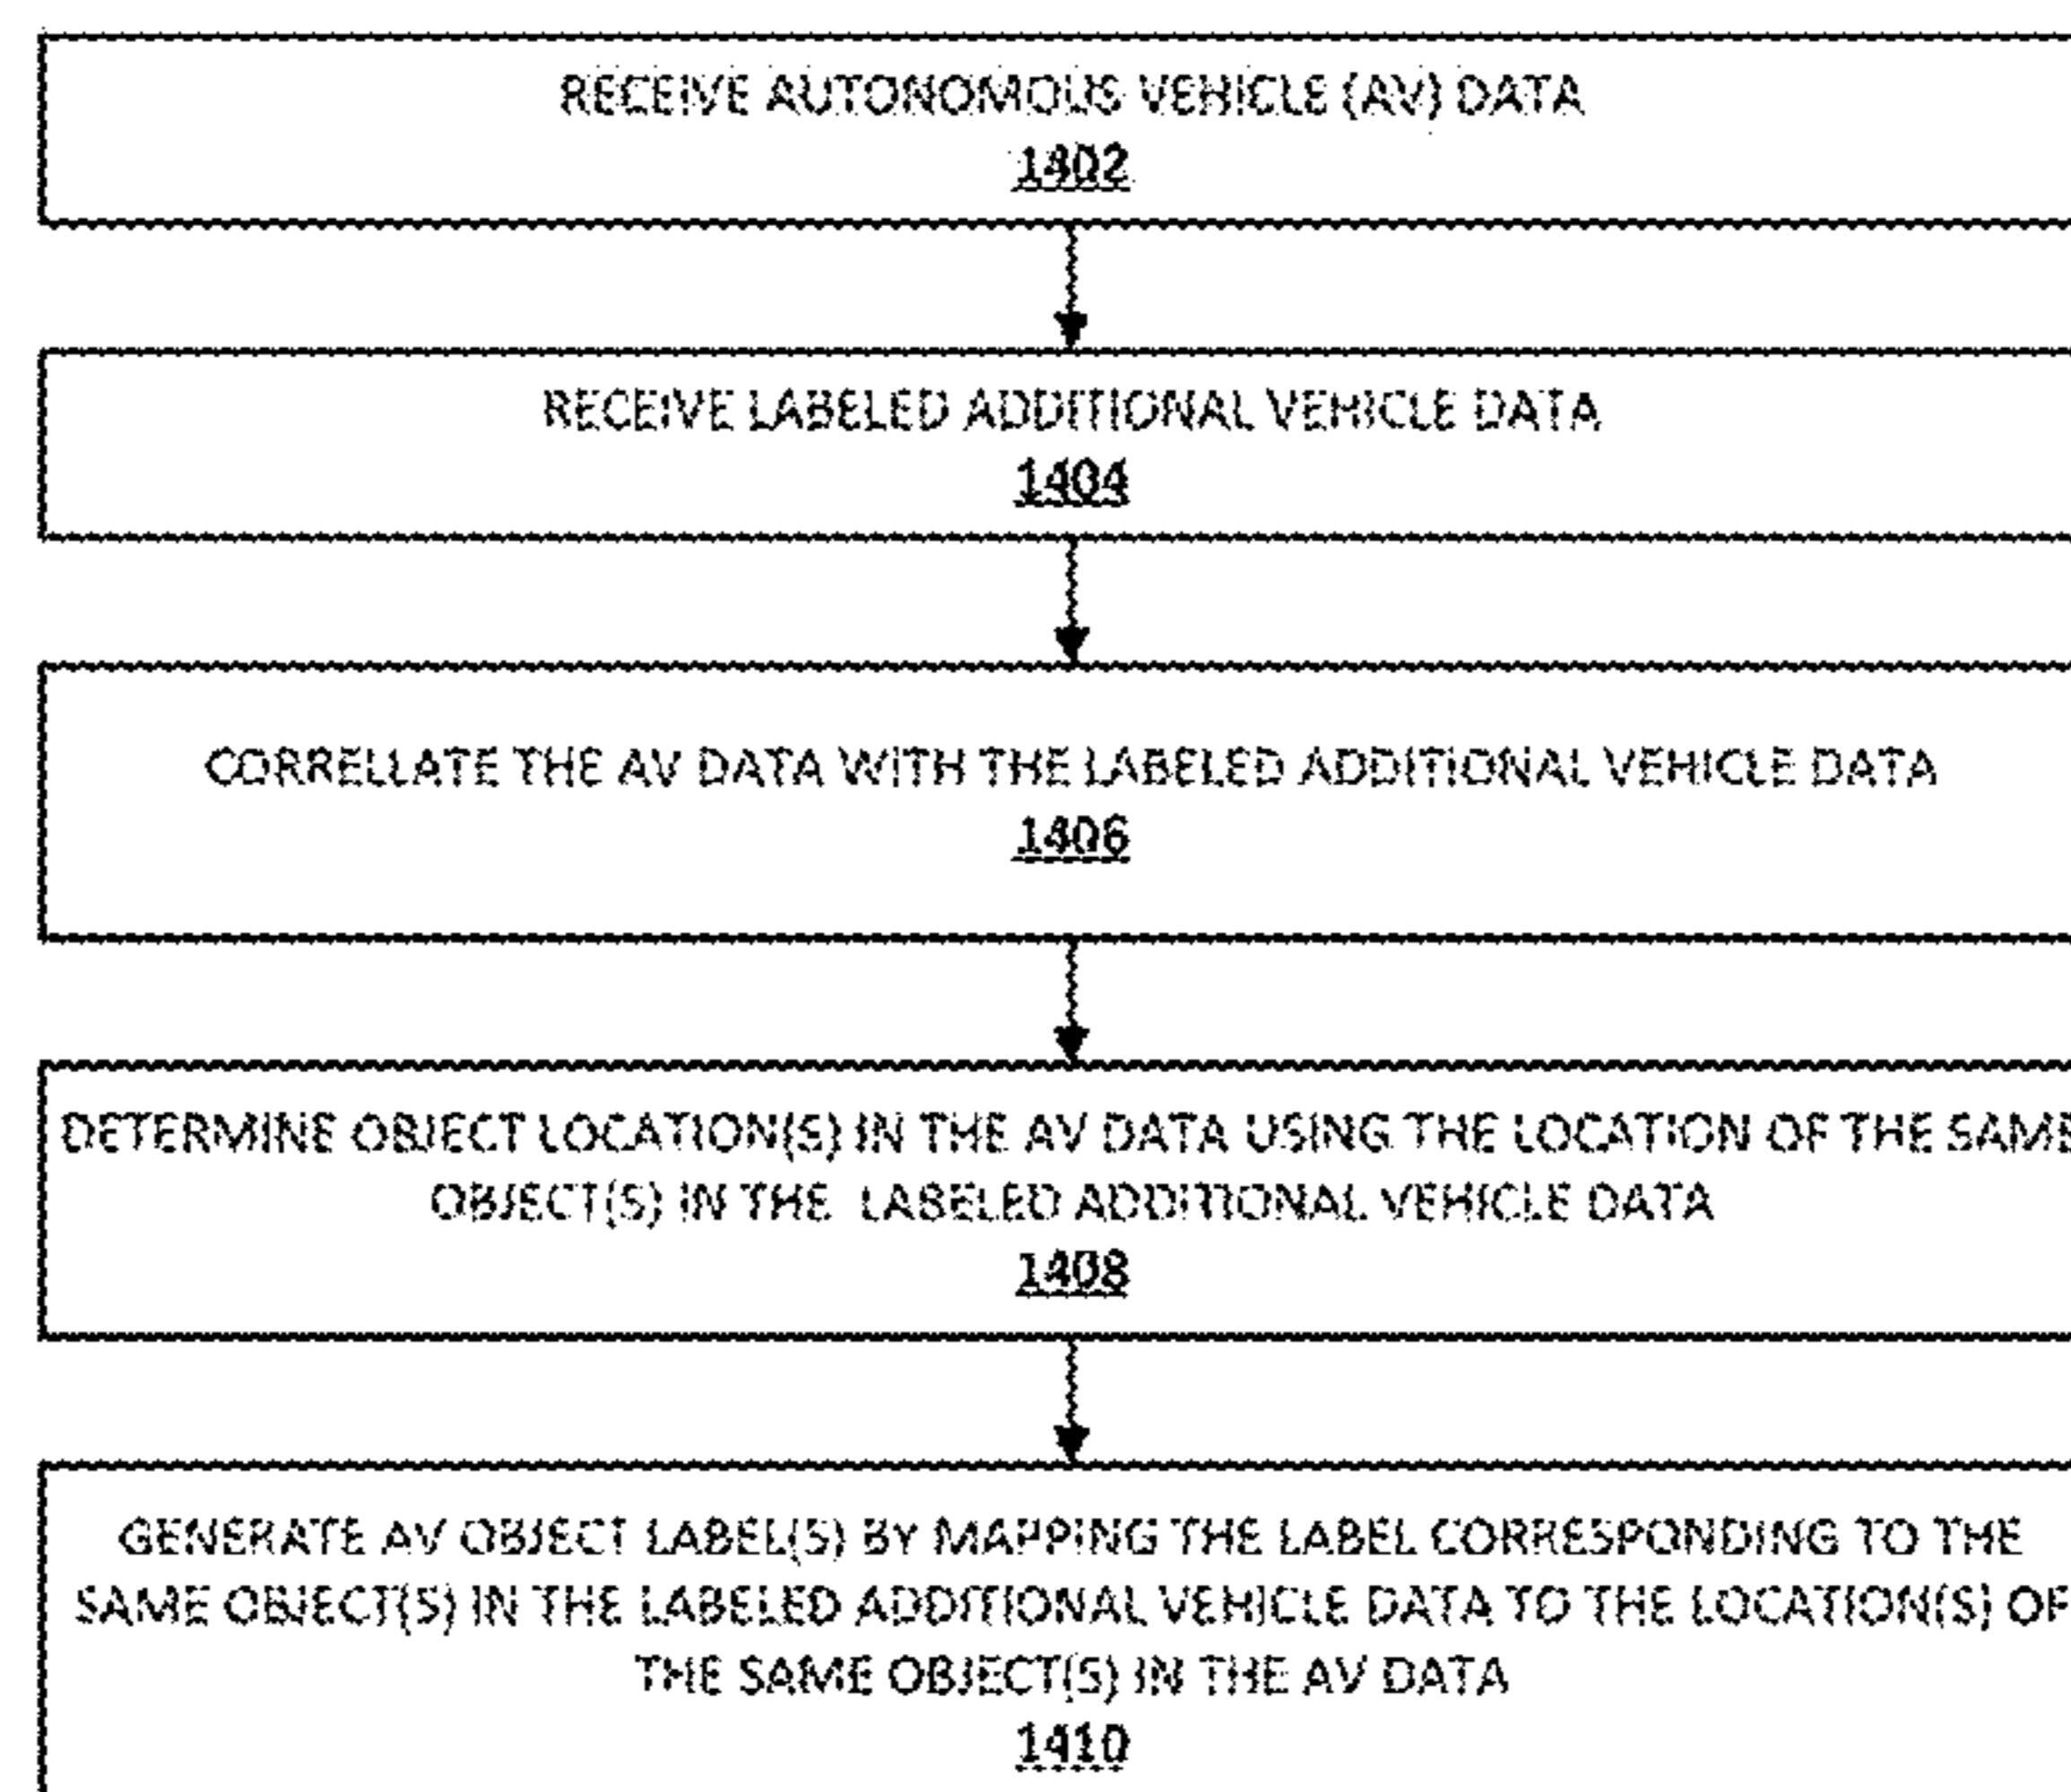 RECEIVE AUTONOMOUS VEHICLE (AV) DATA
1402
RECEIVE LABELED ADDITIONAL VEHICLE DATA
1404
CORRELLATE THE AV DATA WITH THE LABELED ADDITIONAL VEHICLE DATA
1406
DETERMINE OBJECT LOCATION(S) IN THE AV DATA USING THE LOCATION OF THE SAME
OBJECT(S) IN THE LABELED ADDITIONAL VEHICLE DATA
1408
GENERATE AV OBJECT LABEL(S) BY MAPPING THE LABEL CORRESPONDING TO THE
SAME OBJECT(S) IN THE LABELED ADDITIONAL VEHICLE DATA TO THE LOCATION(S) OF
THE SAME OBJECT(S) IN THE AV DATA
1410